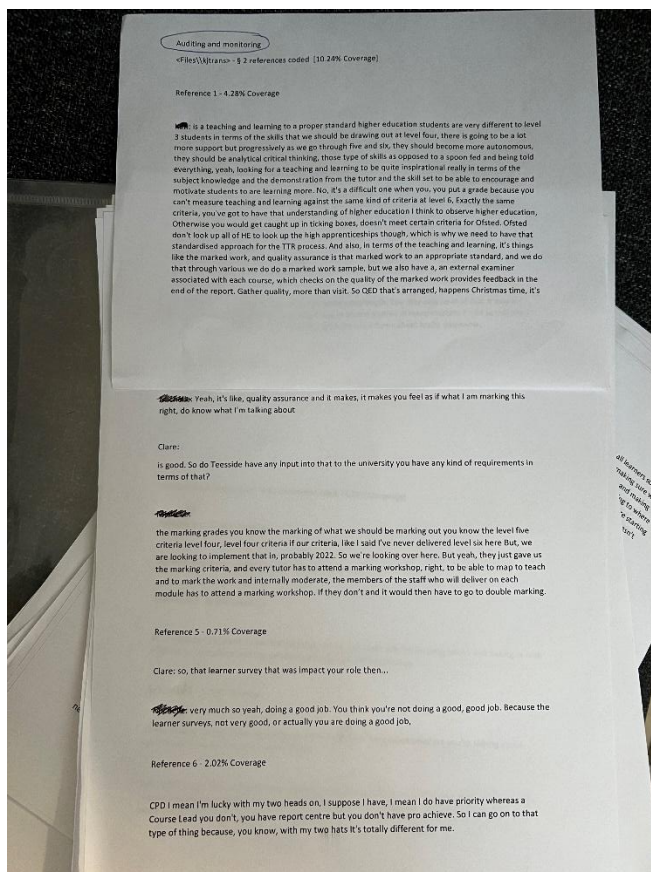 Auditing and monitoring
<Files\\kjtrans> - § 2 references coded [10.24% Coverage]
Reference 1 - 4.28% Coverage
: is a teaching and learning to a proper standard higher education students are very different to level
3 students in terms of the skills that we should be drawing out at level four, there is going to be a lot
more support but progressively as we go through five and six, they should become more autonomous,
they should be analytical critical thinking, those type of skills as opposed to a spoon fed and being told
everything, yeah, looking for a teaching and learning to be quite inspirational really in terms of the
subject knowledge and the demonstration from the tutor and the skill set to be able to encourage and
motivate students to are learning more. No, it's a difficult one when you, you put a grade because you
can't measure teaching and learning against the same kind of criteria at level 6, Exactly the same
criteria, you've got to have that understanding of higher education I think to observe higher education,
Otherwise you would get caught up in ticking boxes, doesn't meet certain criteria for Ofsted. Ofsted
don't look up all of HE to look up the high apprenticeships though, which is why we need to have that
standardised approach for the TTR process. And also, in terms of the teaching and learning, it's things
like the marked work, and quality assurance is that marked work to an appropriate standard, and we do
that through various we do do a marked work sample, but we also have a, an external examiner
associated with each course, which checks on the quality of the marked work provides feedback in the
end of the report. Gather quality, more than visit. So QED that's arranged, happens Christmas time, it's
Yeah, it's like, quality assurance and it makes, it makes you feel as if what I am marking this
right, do know what I'm talking about
Clare:
is good. So do Teesside have any input into that to the university you have any kind of requirements in
terms of that?
the marking grades you know the marking of what we should be marking out you know the level five
criteria level four, level four criteria if our criteria, like I said I've never delivered level six here But, we
are looking to implement that in, probably 2022. So we're looking over here. But yeah, they just gave us
the marking criteria, and every tutor has to attend a marking workshop, right, to be able to map to teach
and to mark the work and internally moderate, the members of the staff who will deliver on each
module has to attend a marking workshop. If they don't and it would then have to go to double marking.
Reference 5 - 0.71% Coverage
Clare: so, that learner survey that was impact your role then...
: very much so yeah, doing a good job. You think you're not doing a good, good job. Because the
learner surveys, not very good, or actually you are doing a good job,
Reference 6 - 2.02% Coverage
CPD I mean I'm lucky with my two heads on, I suppose I have, I mean I do have priority whereas a
Course Lead you don't, you have report centre but you don't have pro achieve. So I can go on to that
type of thing because, you know, with my two hats It's totally different for me.
all learners
making sure
and making
to where
starting